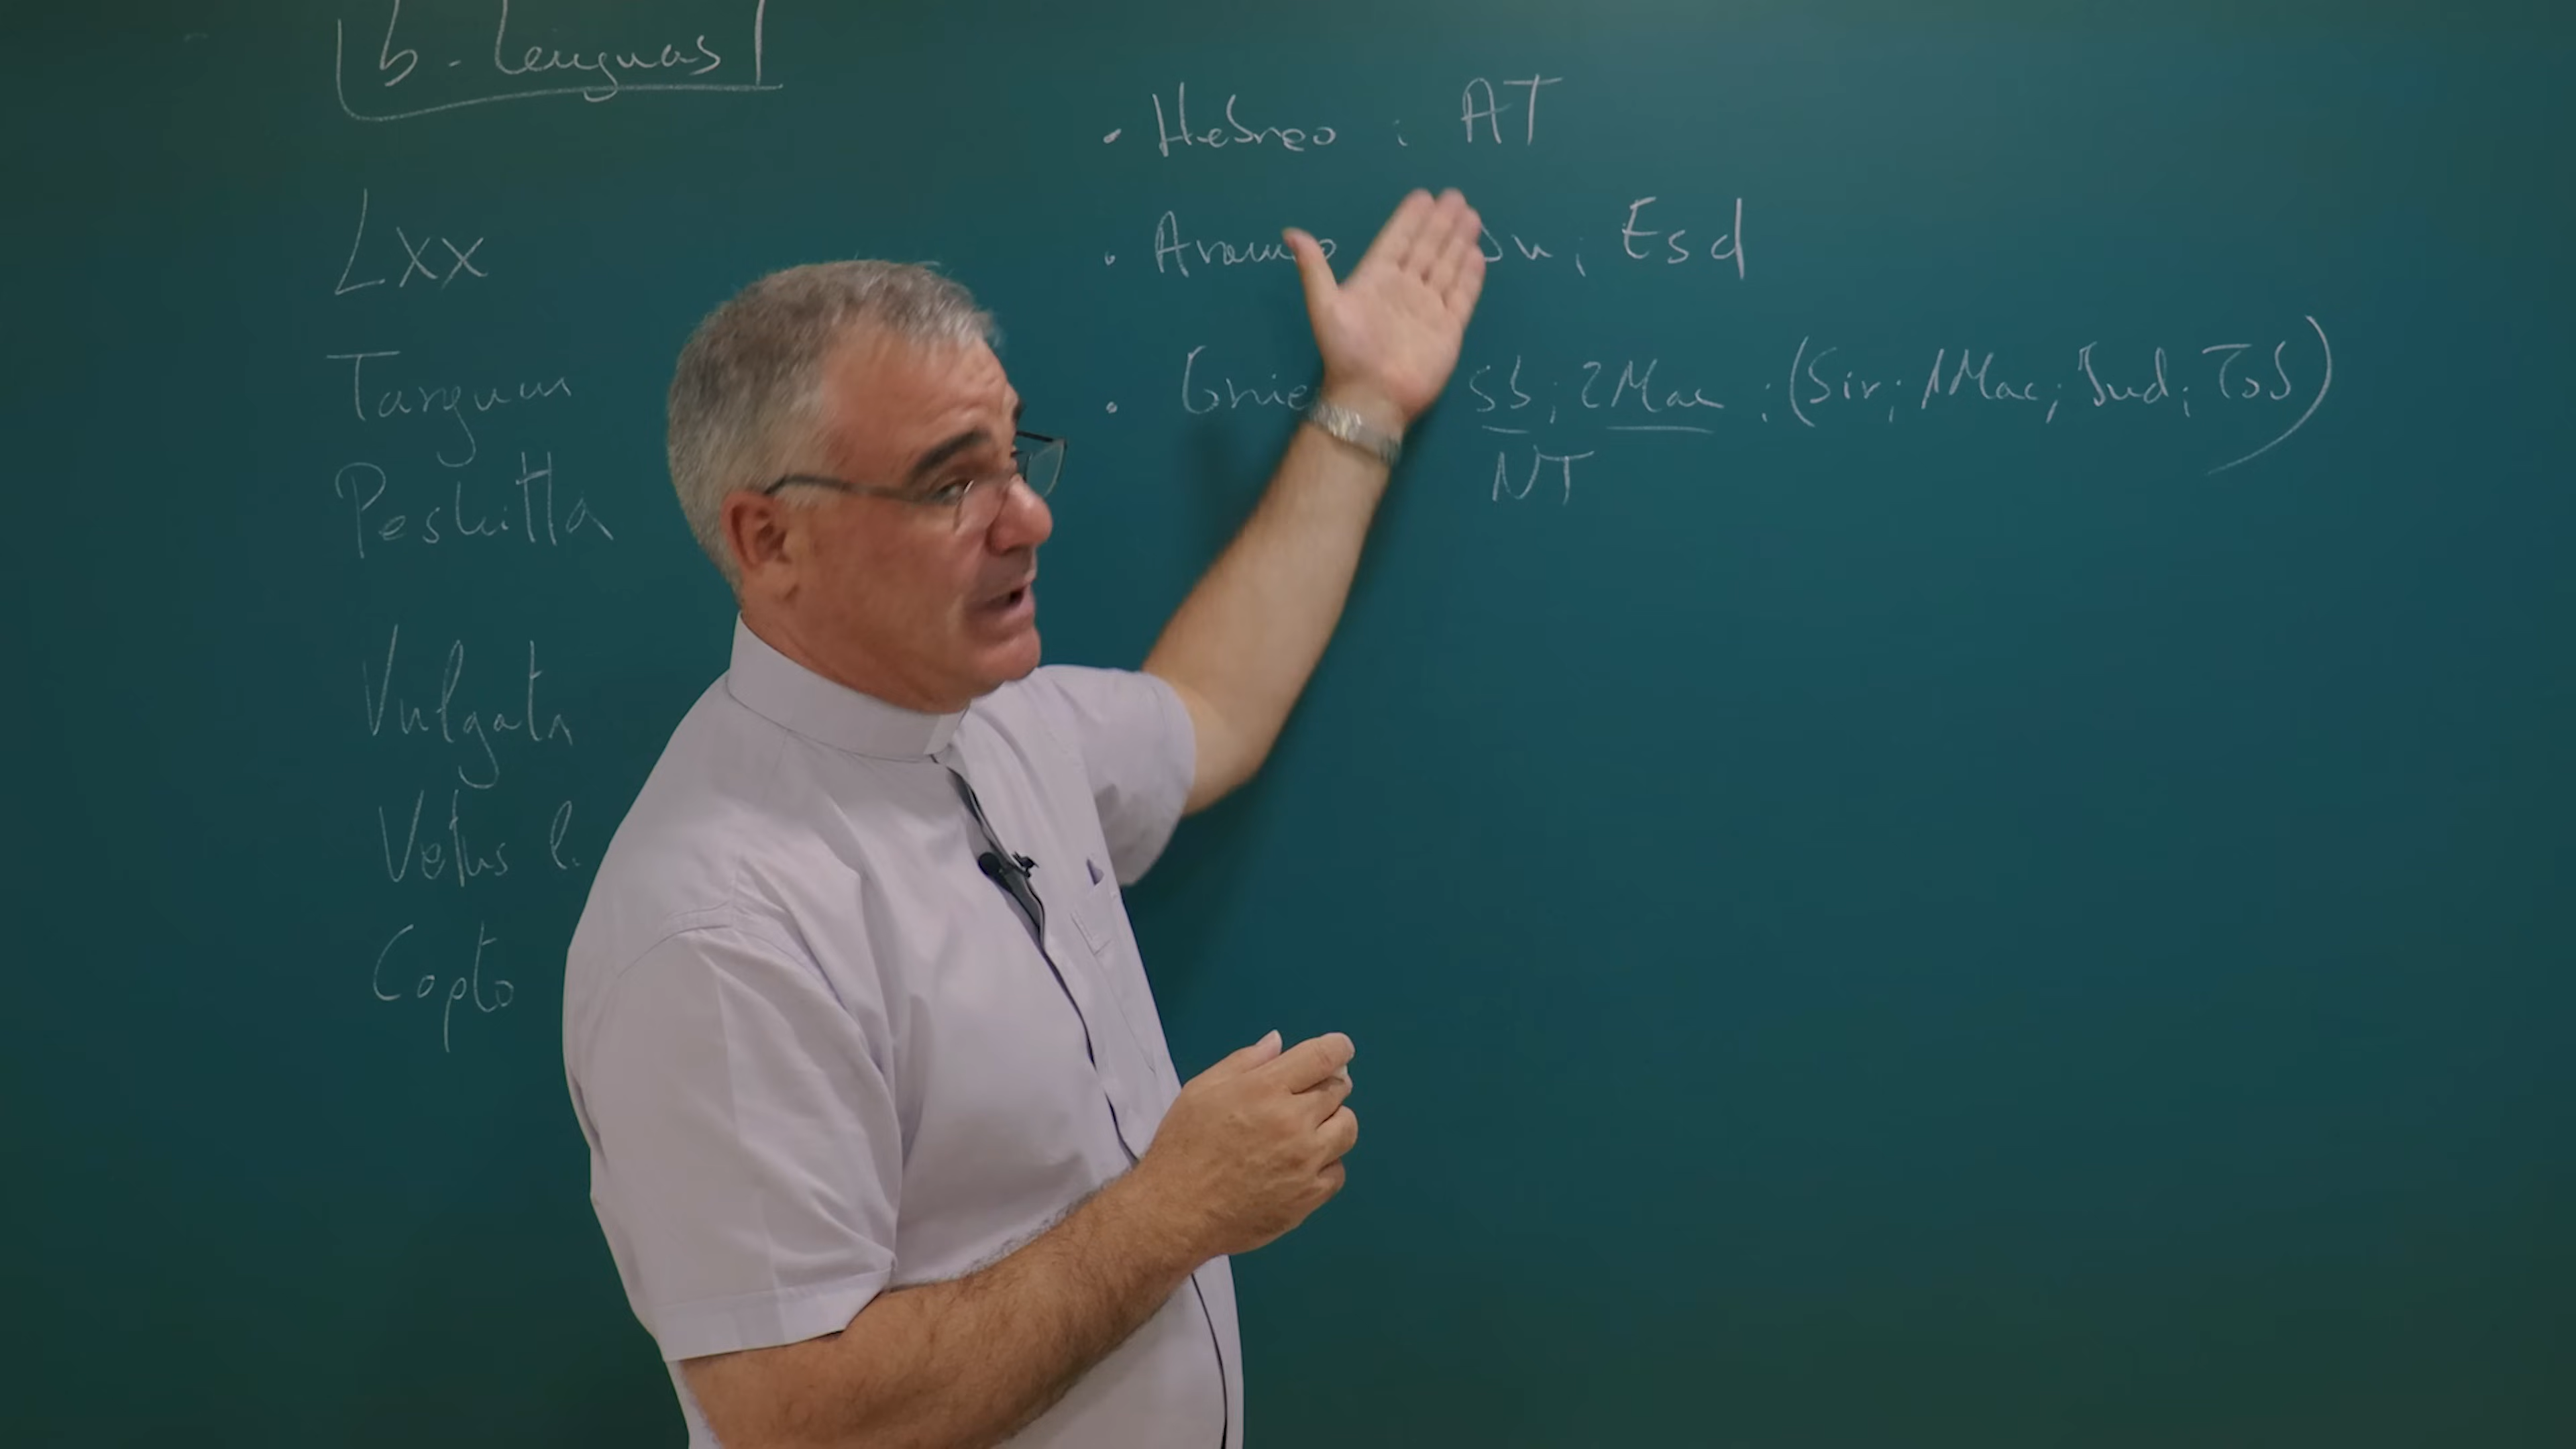 b - Lenguas
LXX
Targum
Peshitta
Vulgata
Vetus l.
Copto
• Hebreo : AT
• Arameo Dn; Esd
• Grie Sb; 2Mac; (Sir; 1Mac; Jud; Tob)
NT